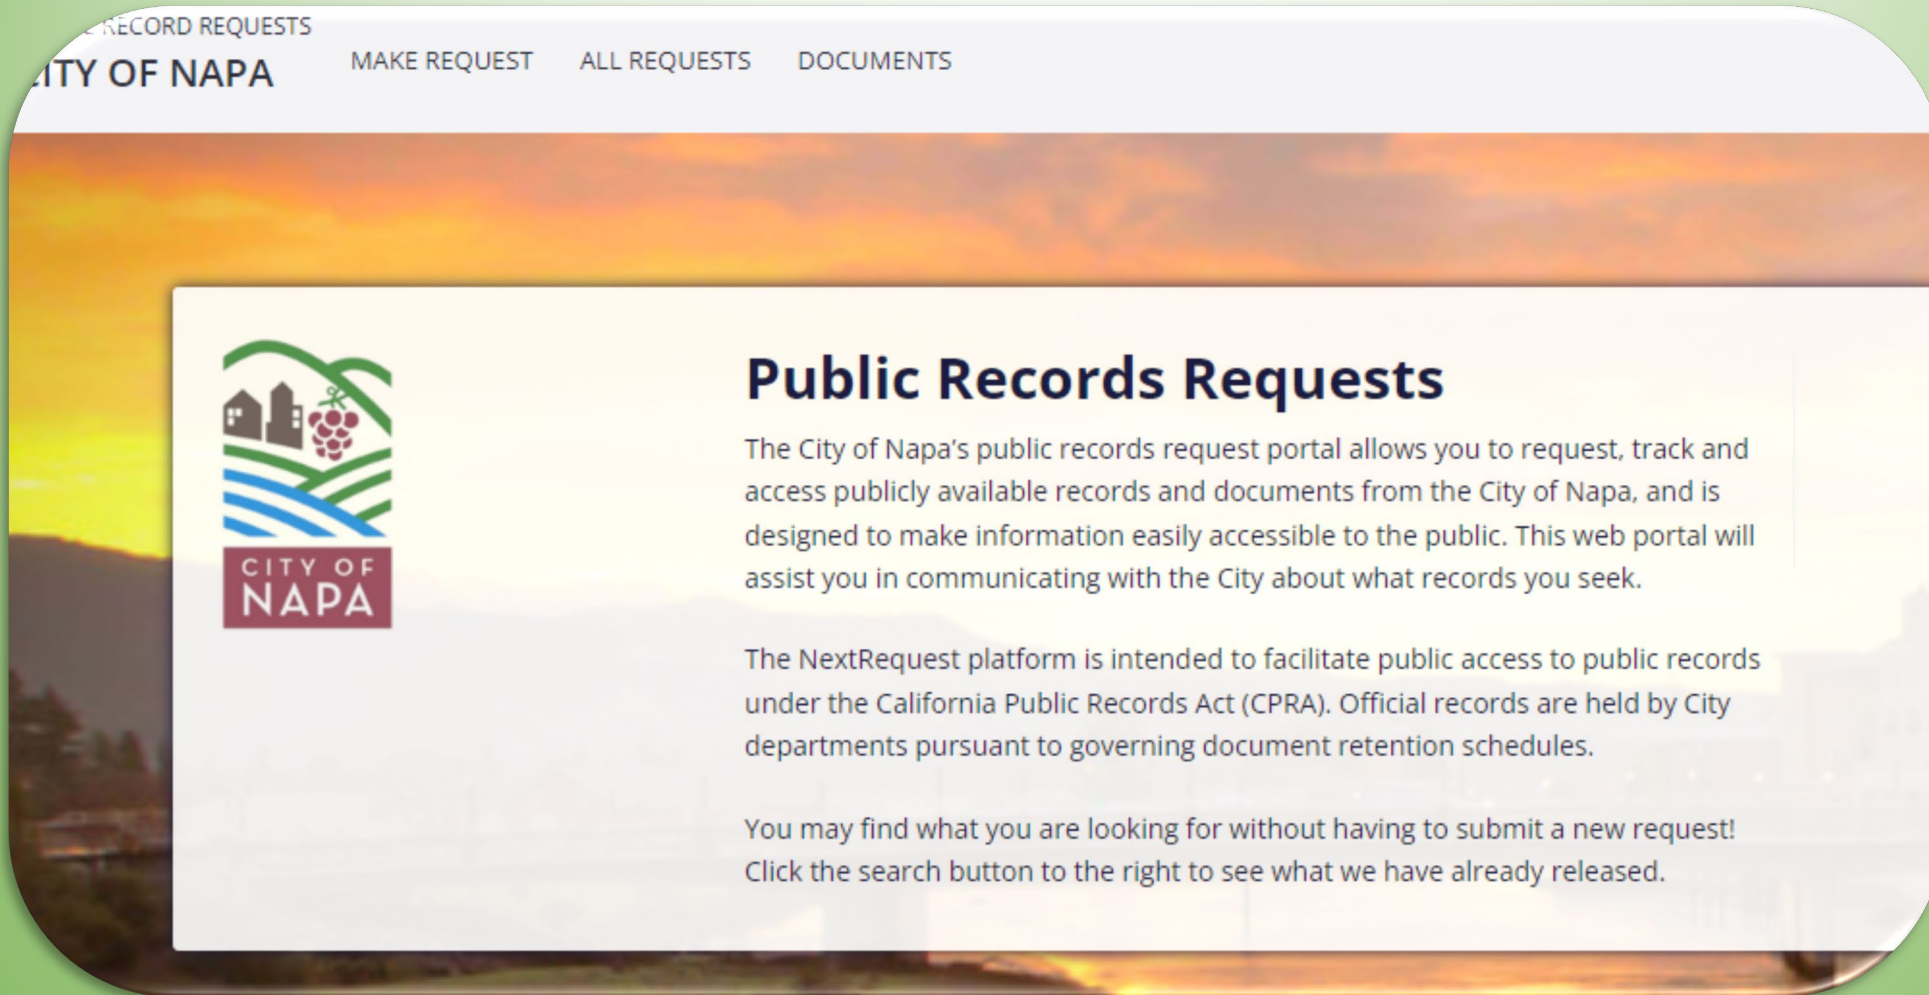 RECORD REQUESTS
CITY OF NAPA
MAKE REQUEST ALL REQUESTS DOCUMENTS
CITY OF
NAPA
Public Records Requests
The City of Napa’s public records request portal allows you to request, track and
access publicly available records and documents from the City of Napa, and is
designed to make information easily accessible to the public. This web portal will
assist you in communicating with the City about what records you seek.
The NextRequest platform is intended to facilitate public access to public records
under the California Public Records Act (CPRA). Official records are held by City
departments pursuant to governing document retention schedules.
You may find what you are looking for without having to submit a new request!
Click the search button to the right to see what we have already released.